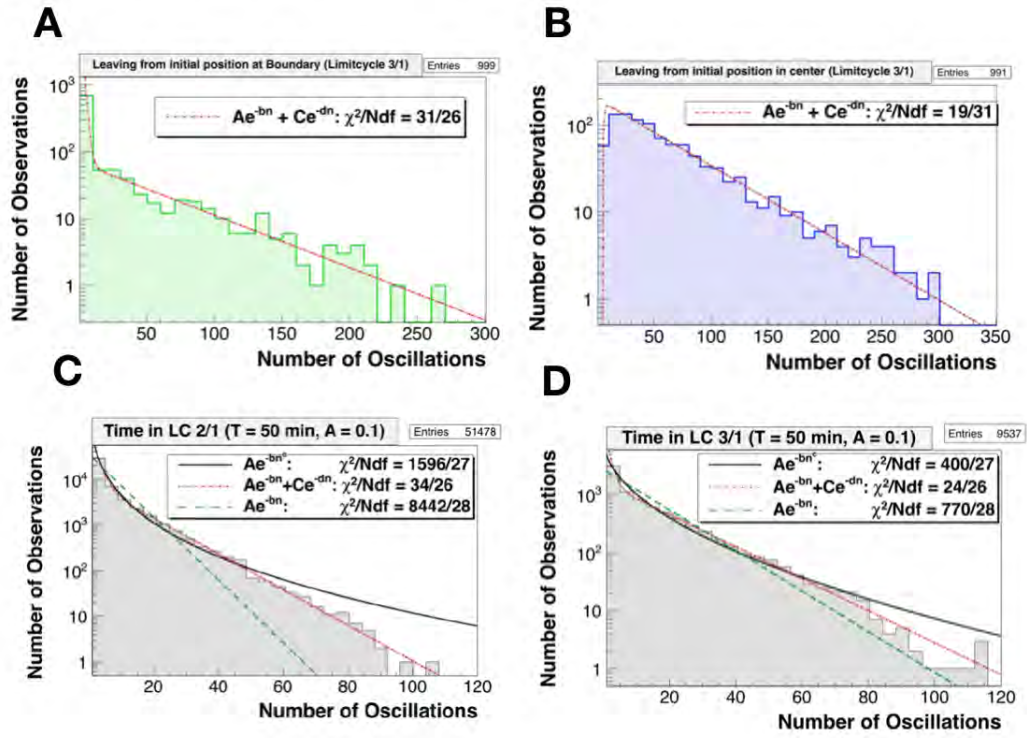 A
Leaving from initial position at Boundary (Limitcycle 3/1)
Entries 999
Ae^-bn + Ce^-dn: χ²/Ndf = 31/26
Number of Observations
10³
10²
10
1
50 100 150 200 250 300
Number of Oscillations
B
Leaving from initial position in center (Limitcycle 3/1)
Entries 991
Ae^-bn + Ce^-dn: χ²/Ndf = 19/31
Number of Observations
10²
10
1
50 100 150 200 250 300 350
Number of Oscillations
C
Time in LC 2/1 (T = 50 min, A = 0.1)
Entries 51478
Ae^-bn^c: χ²/Ndf = 1596/27
Ae^-bn+Ce^-dn: χ²/Ndf = 34/26
Ae^-bn: χ²/Ndf = 8442/28
Number of Observations
10⁴
10³
10²
10
1
20 40 60 80 100 120
Number of Oscillations
D
Time in LC 3/1 (T = 50 min, A = 0.1)
Entries 9537
Ae^-bn^c: χ²/Ndf = 400/27
Ae^-bn+Ce^-dn: χ²/Ndf = 24/26
Ae^-bn: χ²/Ndf = 770/28
Number of Observations
10³
10²
10
1
20 40 60 80 100 120
Number of Oscillations